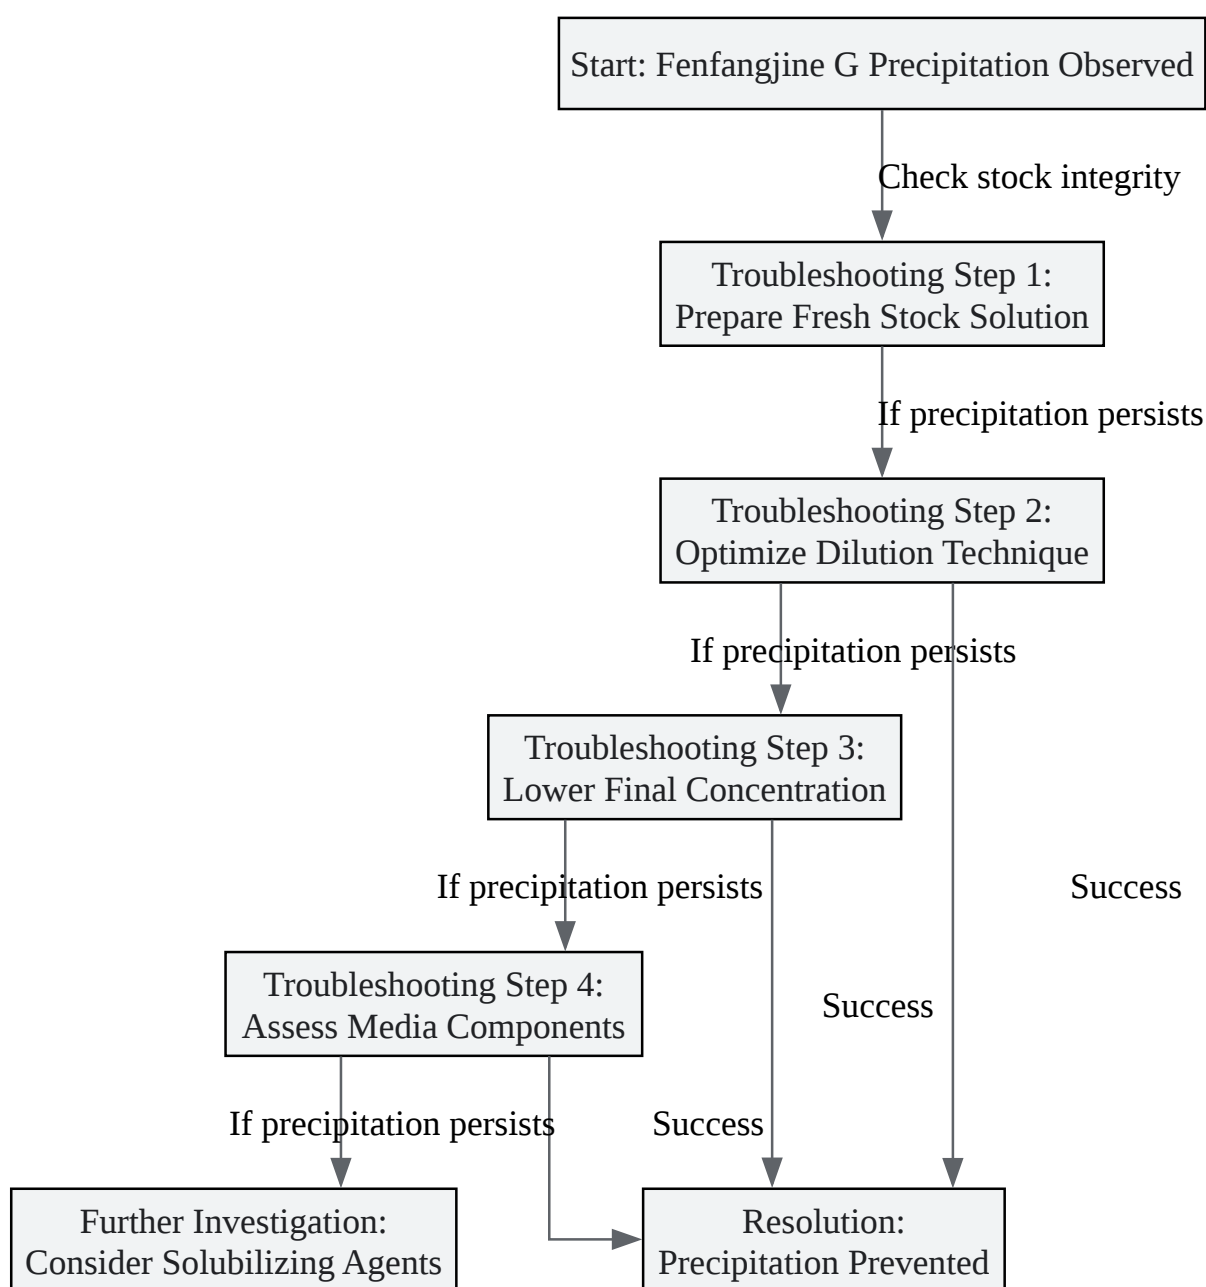 Start: Fenfangjine G Precipitation Observed
Check stock integrity
Troubleshooting Step 1:
Prepare Fresh Stock Solution
If precipitation persists
Troubleshooting Step 2:
Optimize Dilution Technique
If precipitation persists
Troubleshooting Step 3:
Lower Final Concentration
If precipitation persists
Success
Troubleshooting Step 4:
Assess Media Components
Success
If precipitation persists
Success
Further Investigation:
Consider Solubilizing Agents
Resolution:
Precipitation Prevented